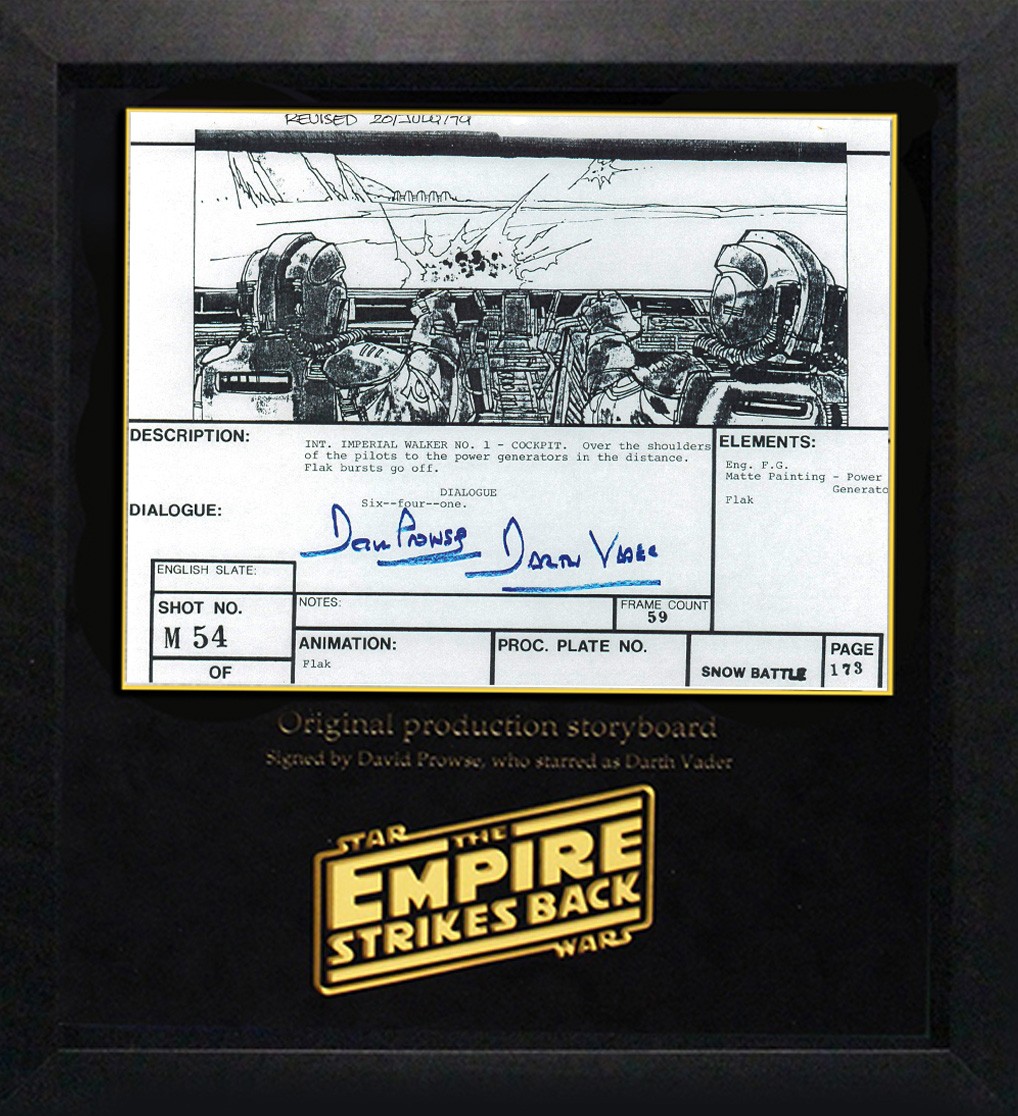 REVISED 20/JULY/79
DESCRIPTION:
INT. IMPERIAL WALKER NO. 1 - COCKPIT. Over the shoulders
of the pilots to the power generators in the distance.
Flak bursts go off.
DIALOGUE
Six--four--one.
DIALOGUE:
Dave Prowse Darth Vader
ELEMENTS:
Eng. F.G.
Matte Painting - Power
Generato
Flak
ENGLISH SLATE:
SHOT NO.
M 54
OF
NOTES:
FRAME COUNT
59
ANIMATION:
Flak
PROC. PLATE NO.
SNOW BATTLE
PAGE
173
Original production storyboard
Signed by David Prowse, who starred as Darth Vader
STAR
THE
EMPIRE
STRIKES BACK
WARS